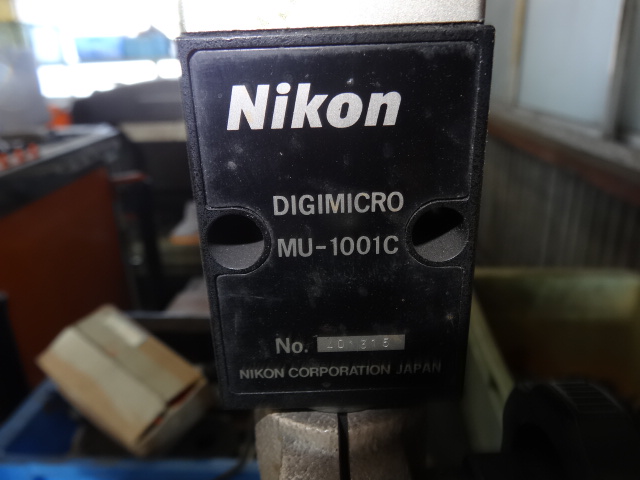 Nikon
DIGIMICRO
MU-1001C
No.
NIKON CORPORATION JAPAN